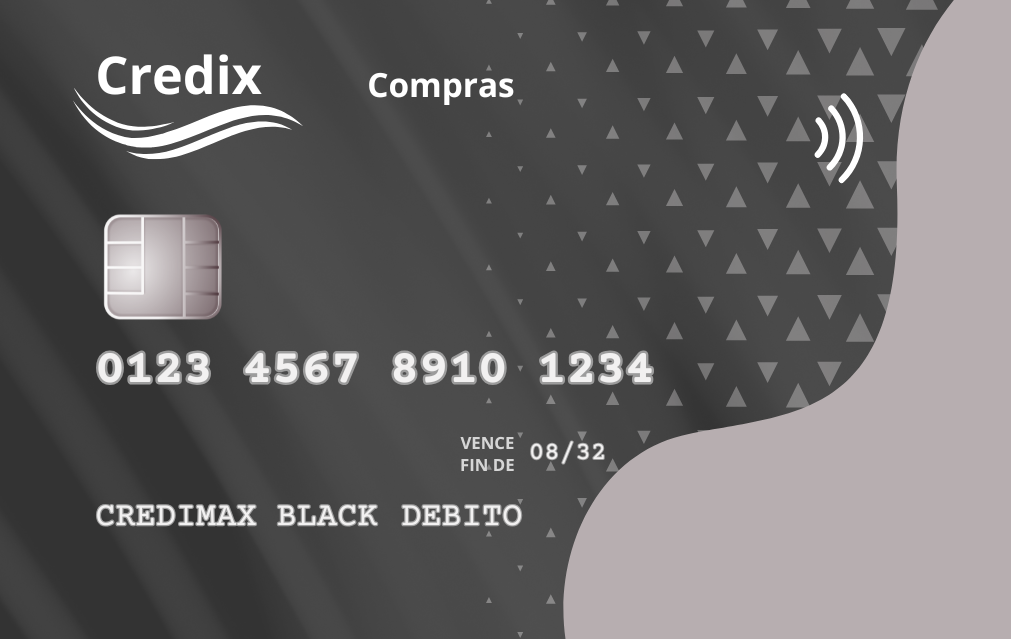 Credix
Compras
0123 4567 8910 1234
VENCE
FIN DE
08/32
CREDIMAX BLACK DEBITO